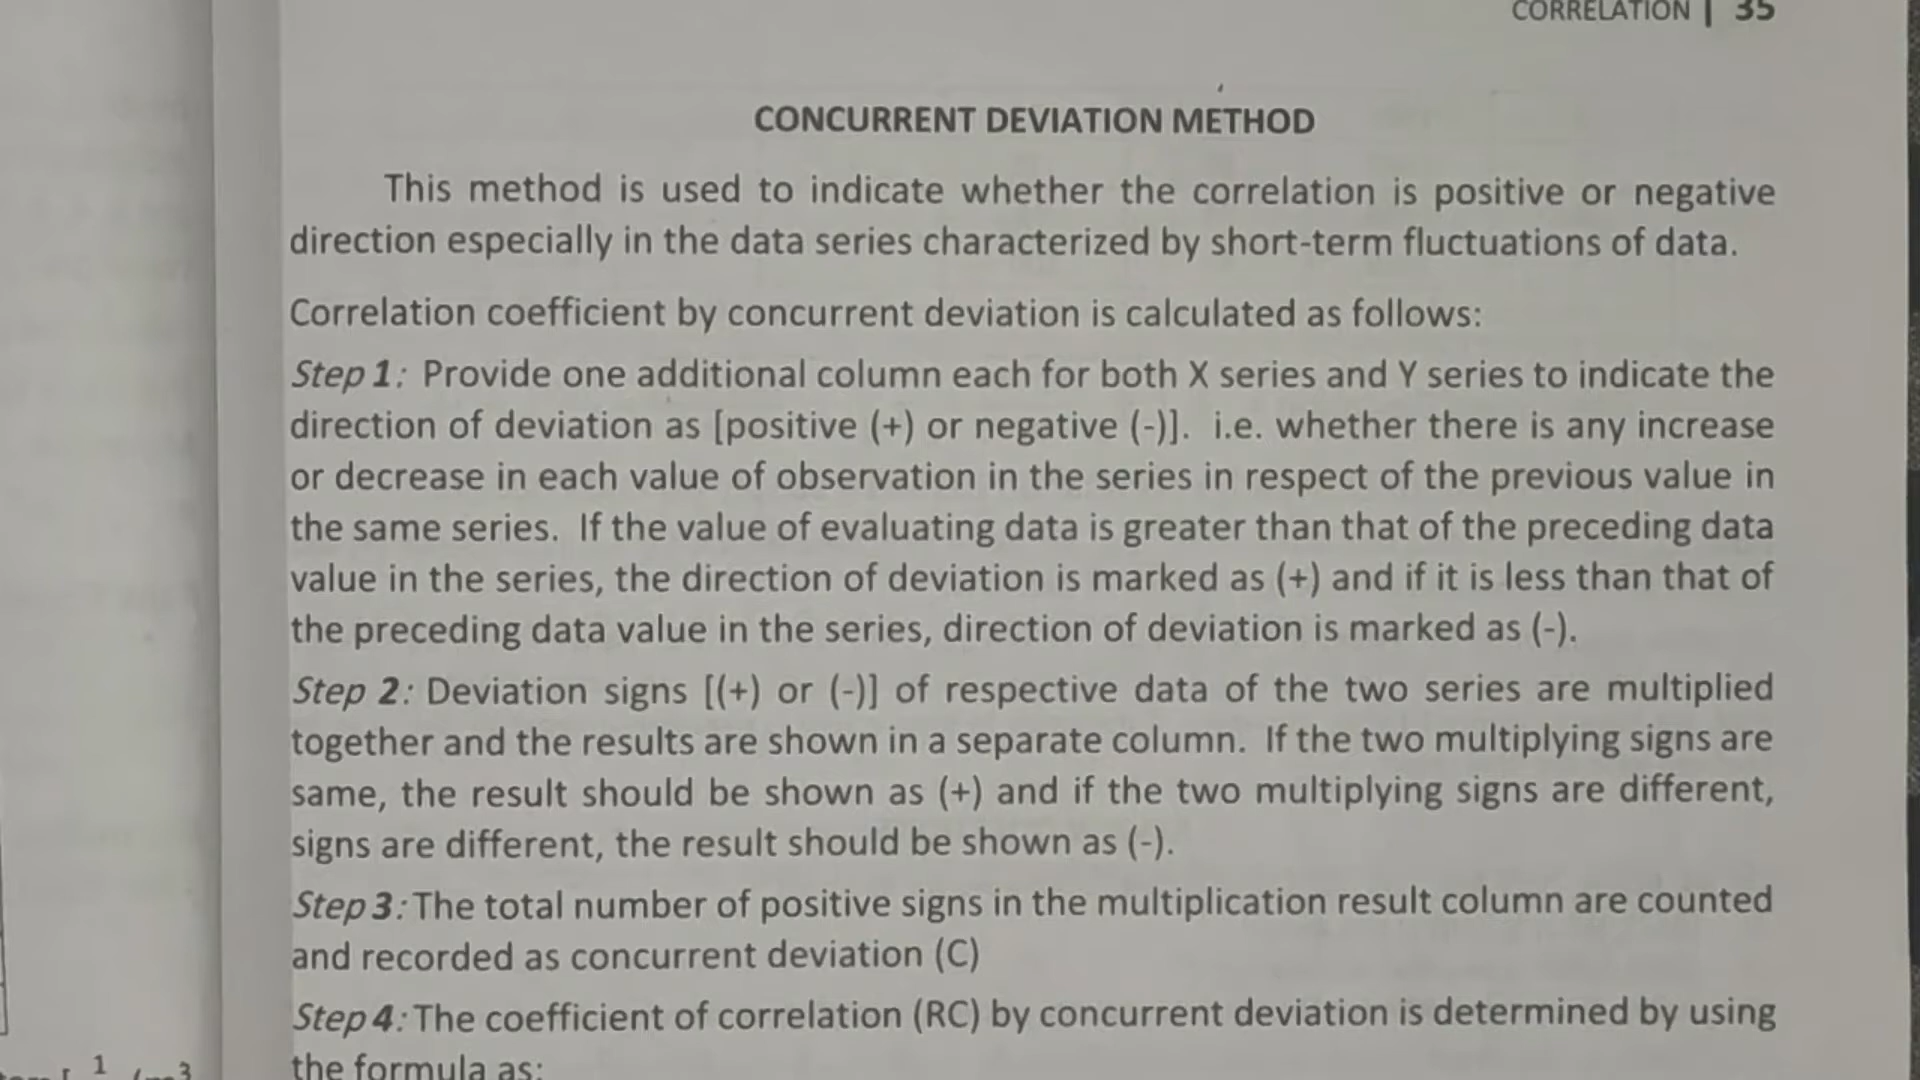 CORRELATION | 35
CONCURRENT DEVIATION METHOD
This method is used to indicate whether the correlation is positive or negative
direction especially in the data series characterized by short-term fluctuations of data.
Correlation coefficient by concurrent deviation is calculated as follows:
Step 1: Provide one additional column each for both X series and Y series to indicate the
direction of deviation as [positive (+) or negative (-)]. i.e. whether there is any increase
or decrease in each value of observation in the series in respect of the previous value in
the same series. If the value of evaluating data is greater than that of the preceding data
value in the series, the direction of deviation is marked as (+) and if it is less than that of
the preceding data value in the series, direction of deviation is marked as (-).
Step 2: Deviation signs [(+) or (-)] of respective data of the two series are multiplied
together and the results are shown in a separate column. If the two multiplying signs are
same, the result should be shown as (+) and if the two multiplying signs are different,
signs are different, the result should be shown as (-).
Step 3: The total number of positive signs in the multiplication result column are counted
and recorded as concurrent deviation (C)
Step 4: The coefficient of correlation (RC) by concurrent deviation is determined by using
the formula as: